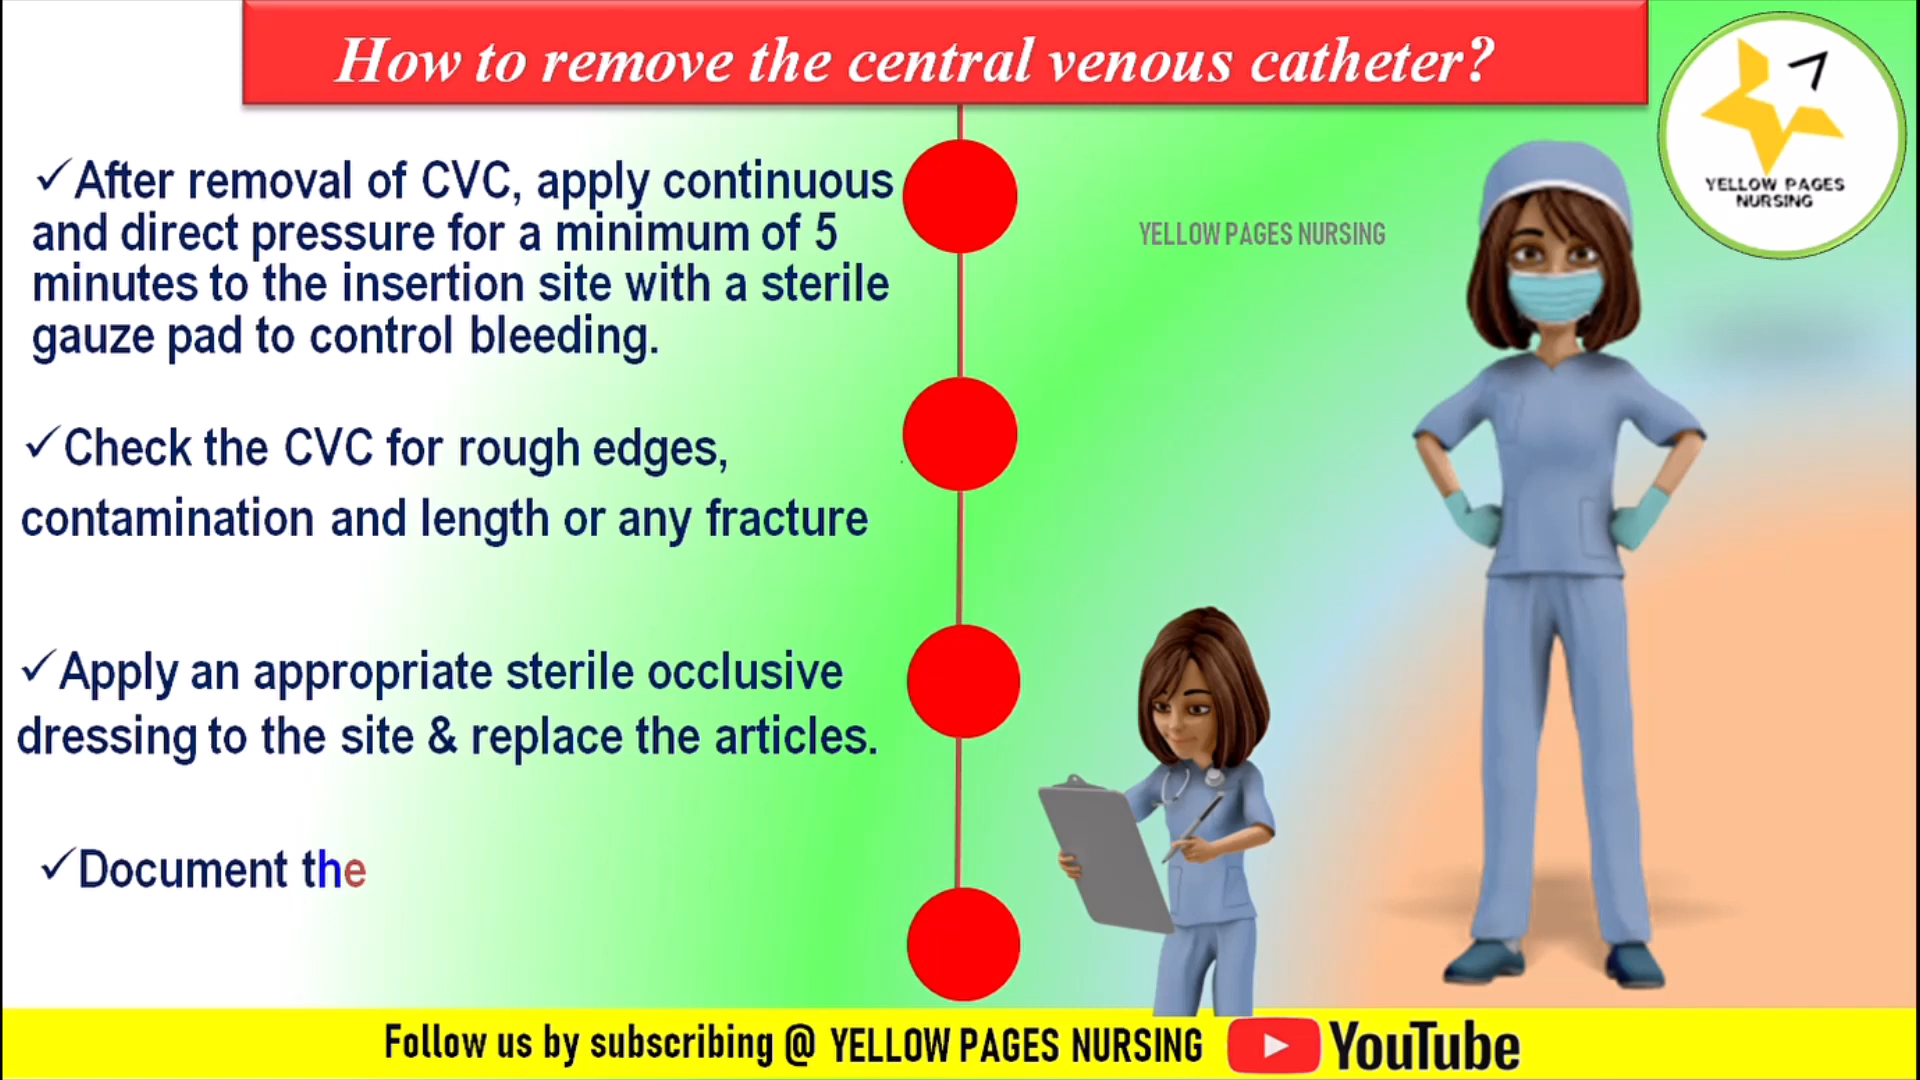 How to remove the central venous catheter?
YELLOW PAGES
NURSING
✓After removal of CVC, apply continuous
and direct pressure for a minimum of 5
minutes to the insertion site with a sterile
gauze pad to control bleeding.
YELLOW PAGES NURSING
✓Check the CVC for rough edges,
contamination and length or any fracture
✓Apply an appropriate sterile occlusive
dressing to the site & replace the articles.
✓Document the
Follow us by subscribing @ YELLOW PAGES NURSING YouTube